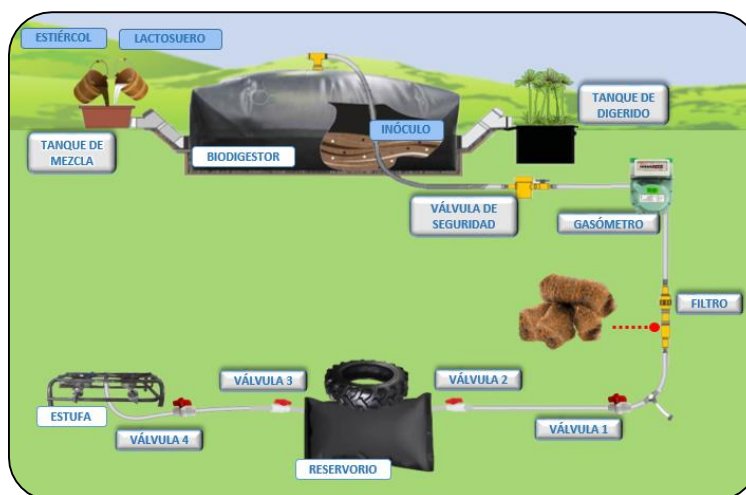 ESTIÉRCOL
LACTOSUERO
TANQUE DE
MEZCLA
BIODIGESTOR
INÓCULO
TANQUE DE
DIGERIDO
VÁLVULA DE
SEGURIDAD
GASÓMETRO
FILTRO
VÁLVULA 3
VÁLVULA 2
ESTUFA
VÁLVULA 4
RESERVORIO
VÁLVULA 1